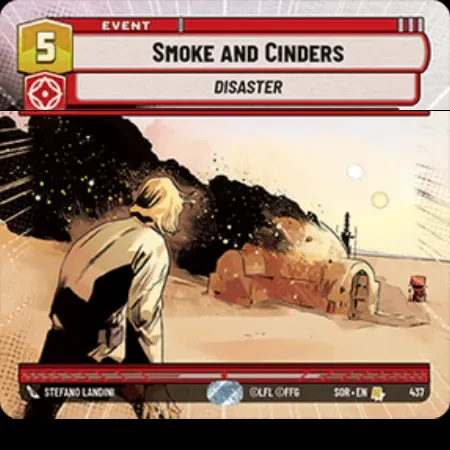 EVENT
5
SMOKE AND CINDERS
DISASTER
STEFANO LANDINI
©LFL ©FFG
SOR • EN
437